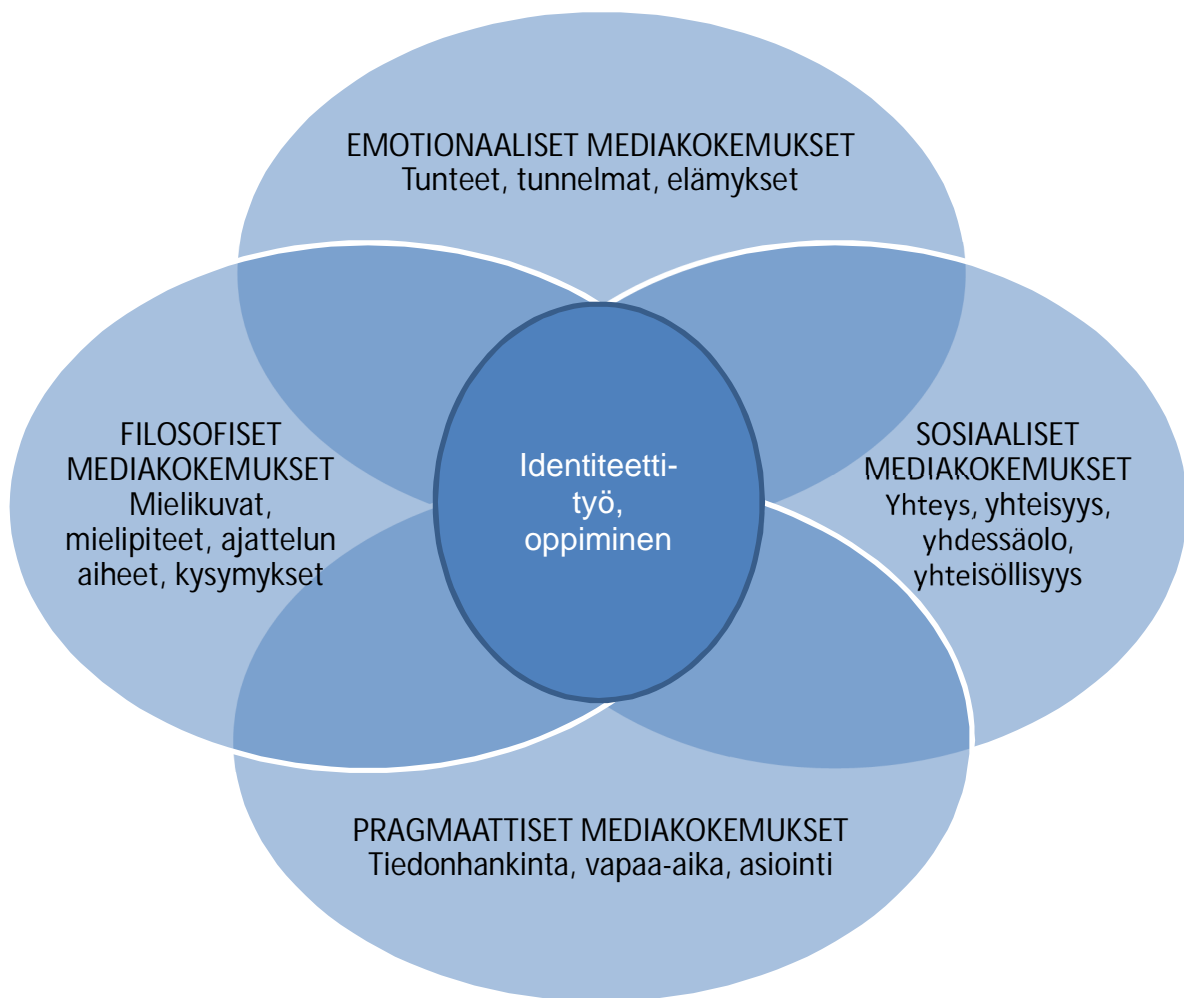 EMOTIONAALISET MEDIAKOKEMUKSET
Tunteet, tunnelmat, elämykset
FILOSOFISET
MEDIAKOKEMUKSET
Mielikuvat,
mielipiteet, ajattelun
aiheet, kysymykset
Identiteetti-
työ,
oppiminen
SOSIAALISET
MEDIAKOKEMUKSET
Yhteys, yhteisyys,
yhdessäolo,
yhteisöllisyys
PRAGMAATTISET MEDIAKOKEMUKSET
Tiedonhankinta, vapaa-aika, asiointi